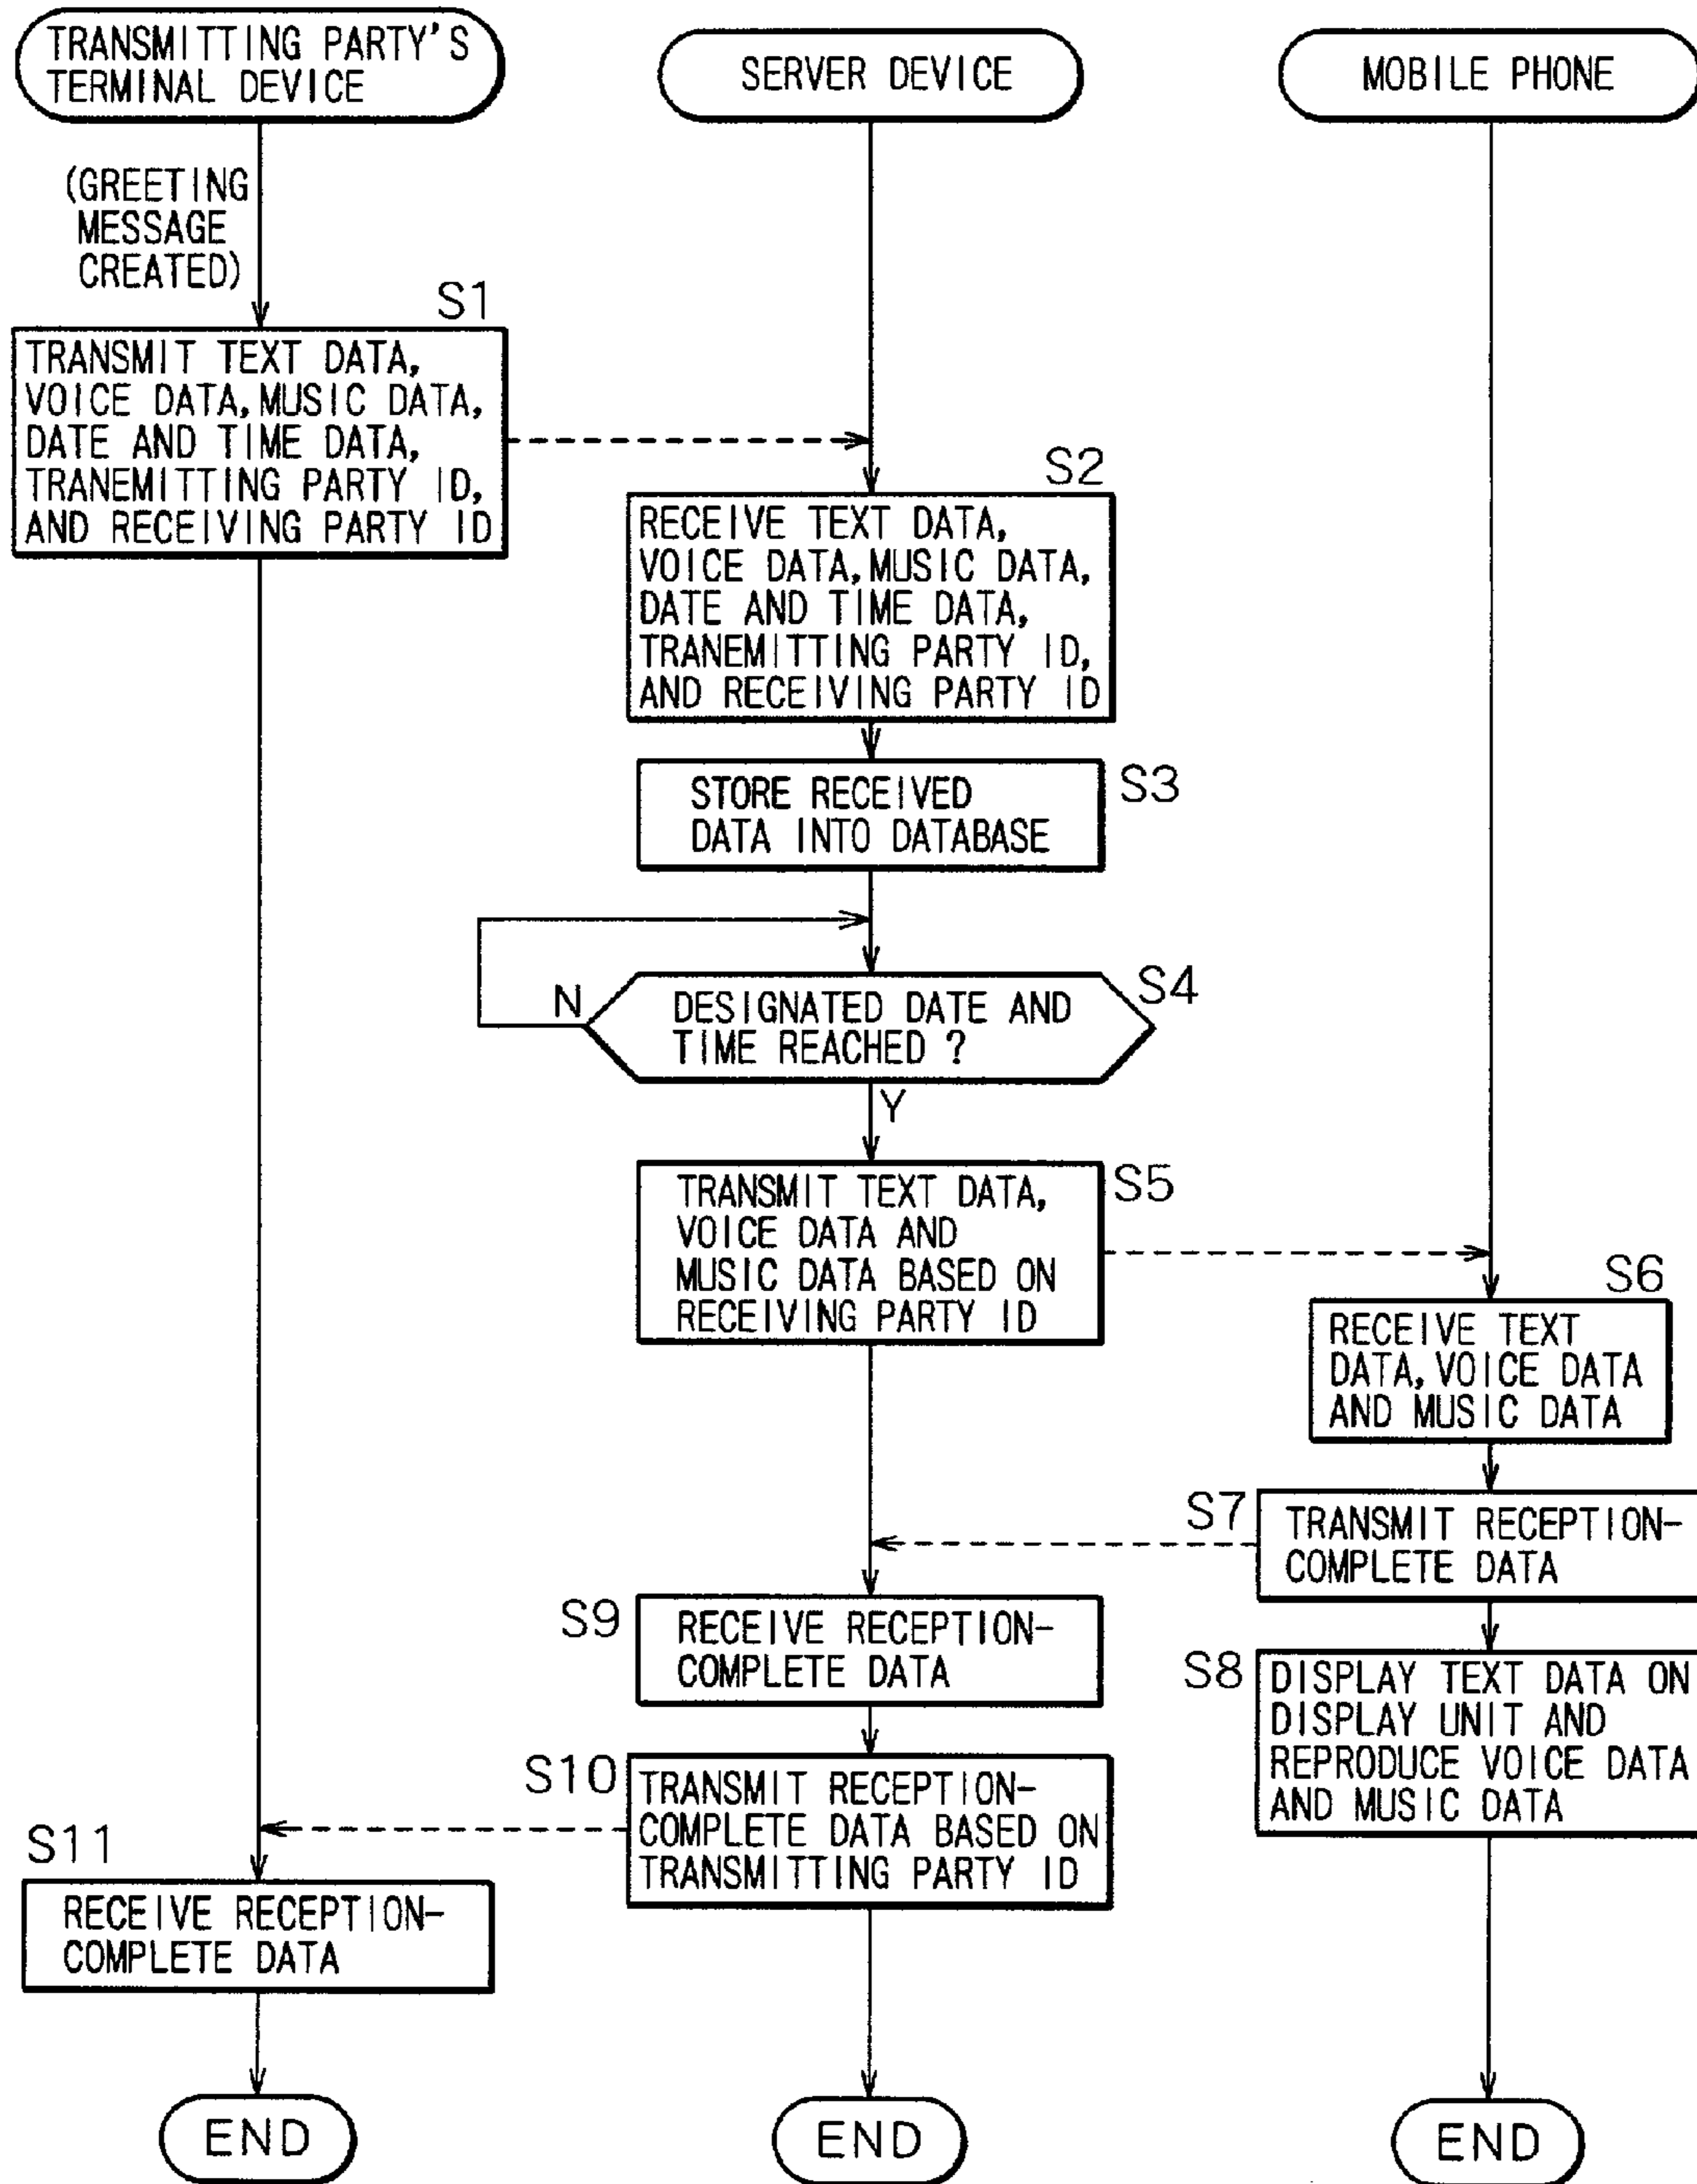 TRANSMITTING PARTY'S
TERMINAL DEVICE
SERVER DEVICE
MOBILE PHONE
(GREETING
MESSAGE
CREATED)
S1
TRANSMIT TEXT DATA,
VOICE DATA, MUSIC DATA,
DATE AND TIME DATA,
TRANEMITTING PARTY ID,
AND RECEIVING PARTY ID
S2
RECEIVE TEXT DATA,
VOICE DATA, MUSIC DATA,
DATE AND TIME DATA,
TRANEMITTING PARTY ID,
AND RECEIVING PARTY ID
S3
STORE RECEIVED
DATA INTO DATABASE
S4
N
DESIGNATED DATE AND
TIME REACHED ?
Y
S5
TRANSMIT TEXT DATA,
VOICE DATA AND
MUSIC DATA BASED ON
RECEIVING PARTY ID
S6
RECEIVE TEXT
DATA, VOICE DATA
AND MUSIC DATA
S7
TRANSMIT RECEPTION-
COMPLETE DATA
S9
RECEIVE RECEPTION-
COMPLETE DATA
S8
DISPLAY TEXT DATA ON
DISPLAY UNIT AND
REPRODUCE VOICE DATA
AND MUSIC DATA
S10
TRANSMIT RECEPTION-
COMPLETE DATA BASED ON
TRANSMITTING PARTY ID
S11
RECEIVE RECEPTION-
COMPLETE DATA
END
END
END